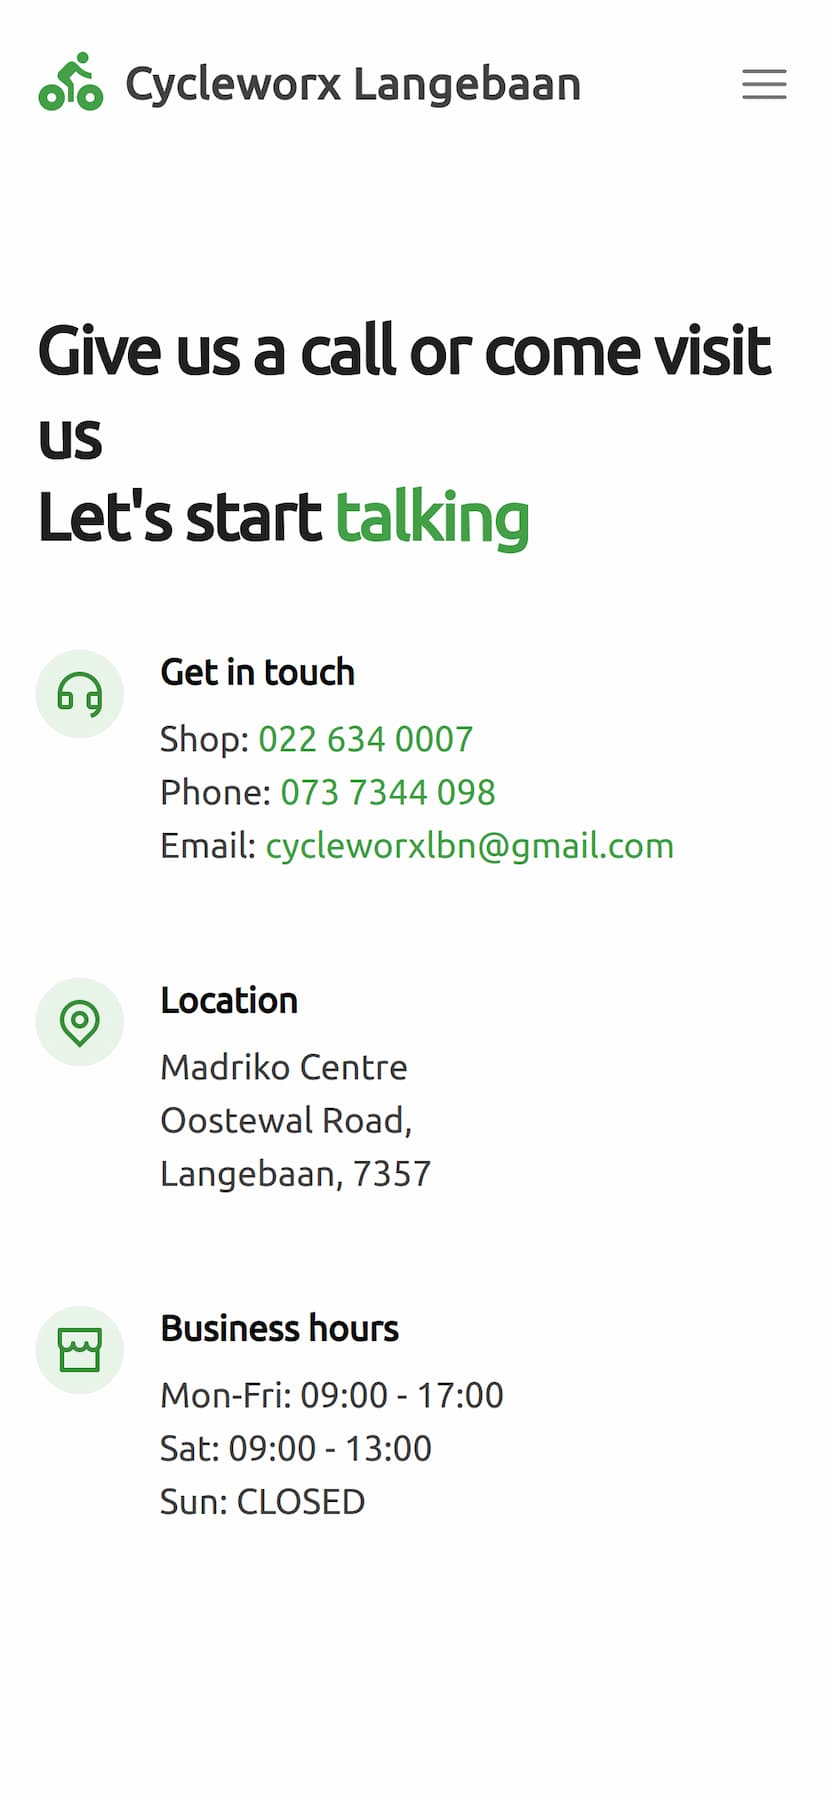 Cycleworx Langebaan
Give us a call or come visit
us
Let's start talking
Get in touch
Shop: 022 634 0007
Phone: 073 7344 098
Email: cycleworxlbn@gmail.com
Location
Madriko Centre
Oostewal Road,
Langebaan, 7357
Business hours
Mon-Fri: 09:00 - 17:00
Sat: 09:00 - 13:00
Sun: CLOSED